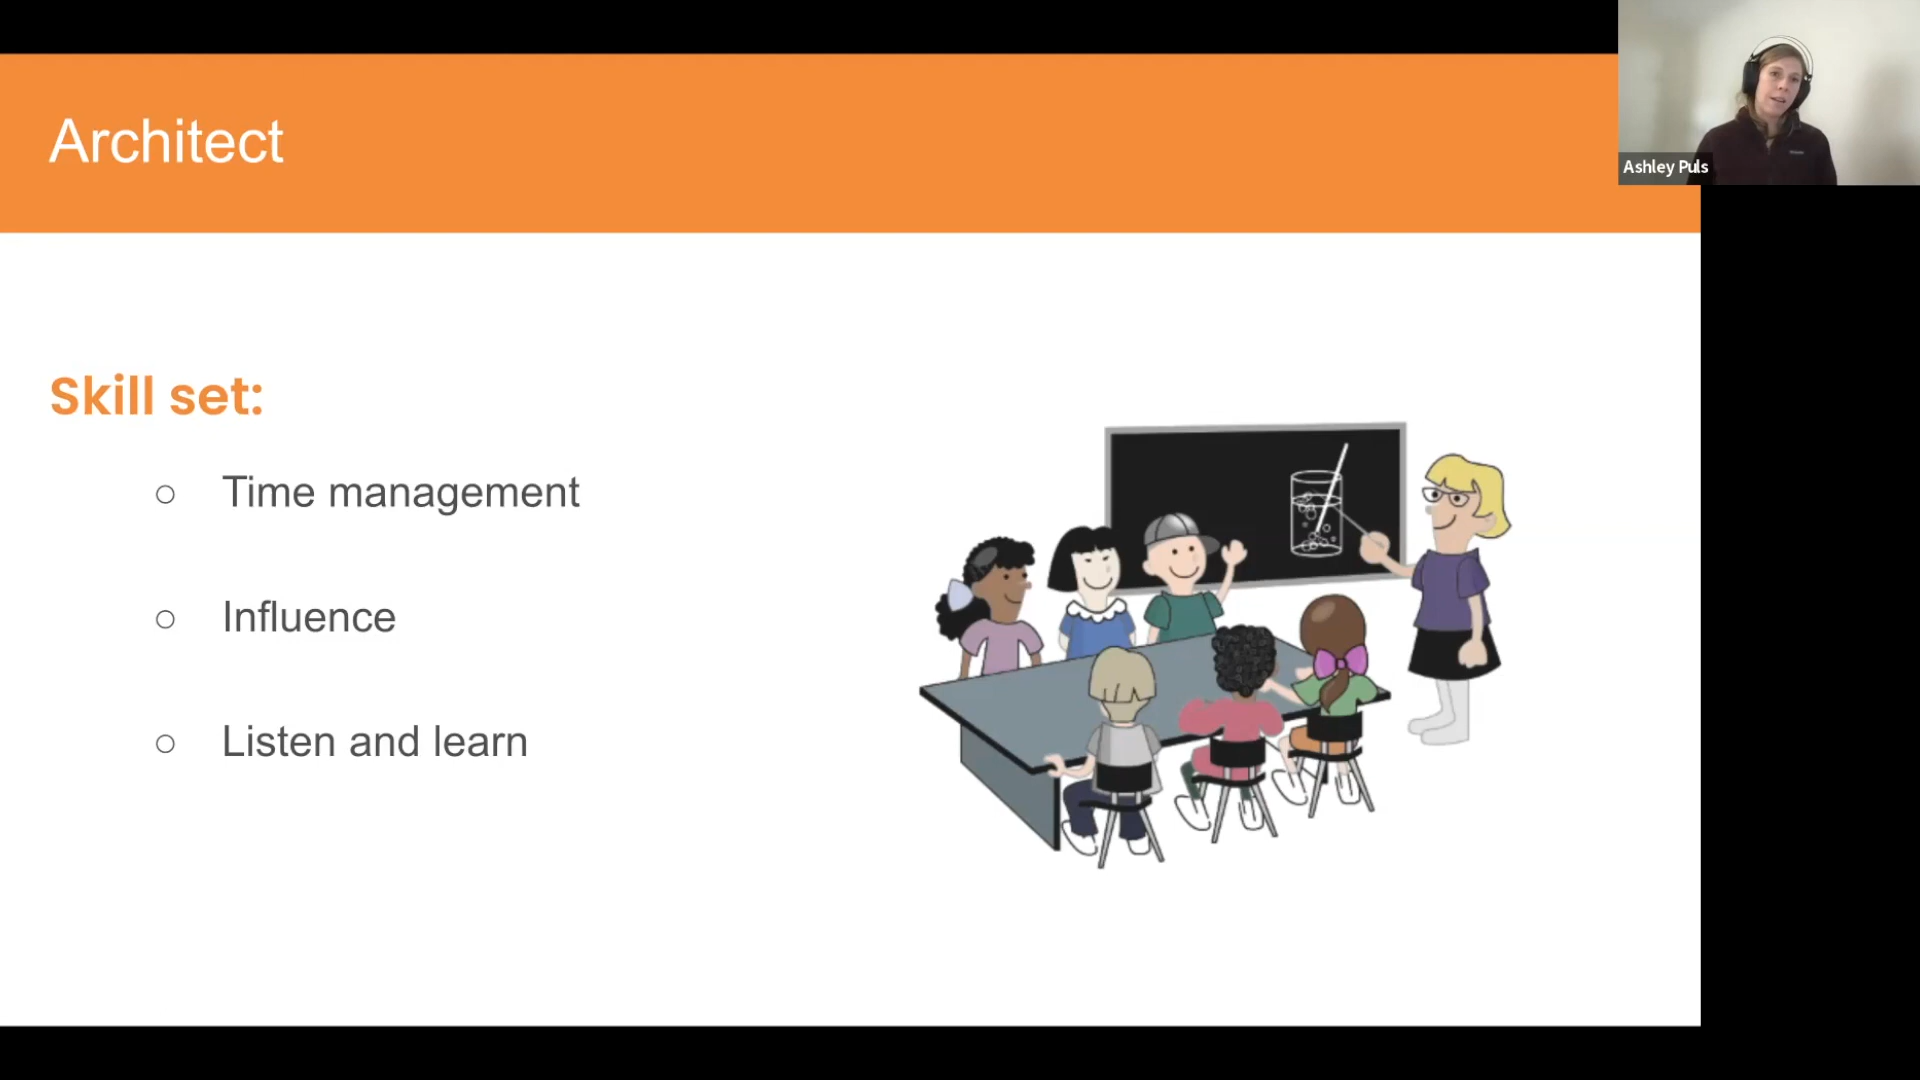 Architect
Ashley Puls
Skill set:
Time management
Influence
Listen and learn